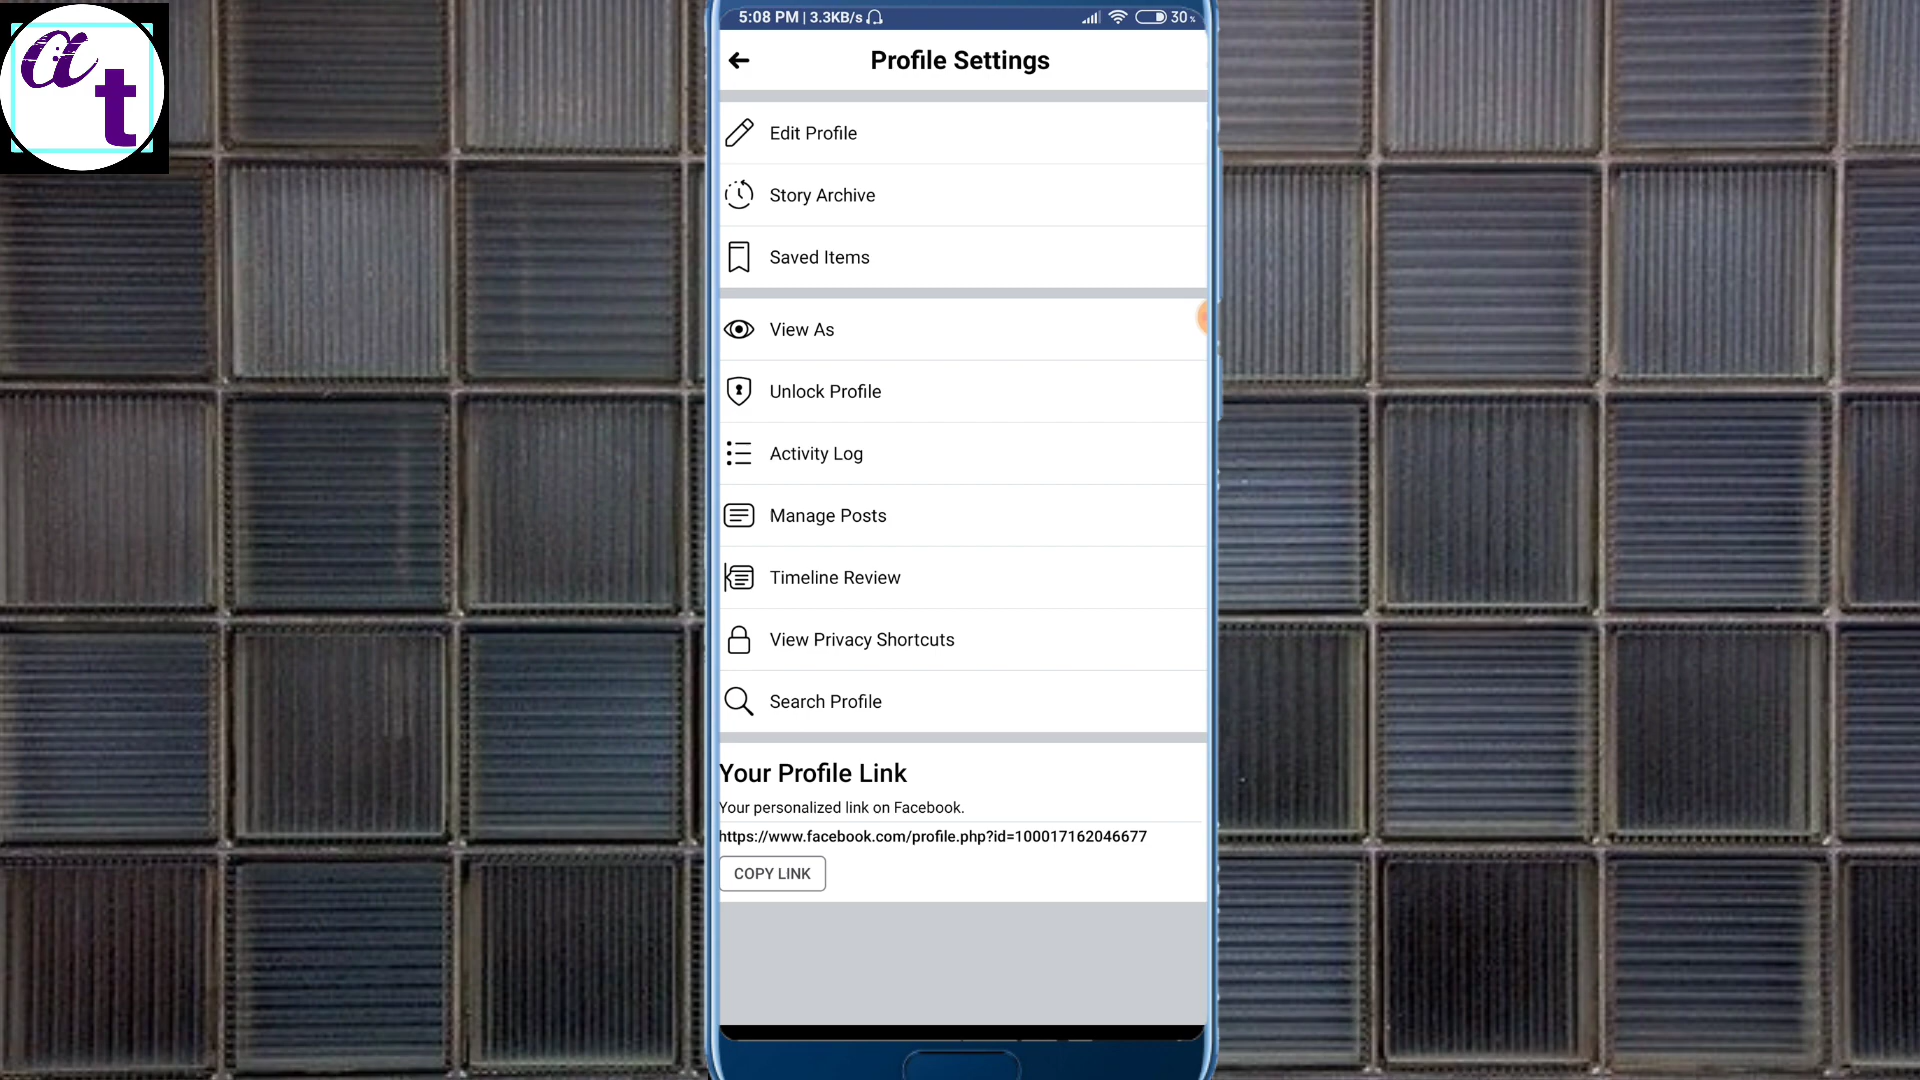 at
5:08 PM | 3.3KB/s 30%
Profile Settings
Edit Profile
Story Archive
Saved Items
View As
Unlock Profile
Activity Log
Manage Posts
Timeline Review
View Privacy Shortcuts
Search Profile
Your Profile Link
Your personalized link on Facebook.
https://www.facebook.com/profile.php?id=100017162046677
COPY LINK